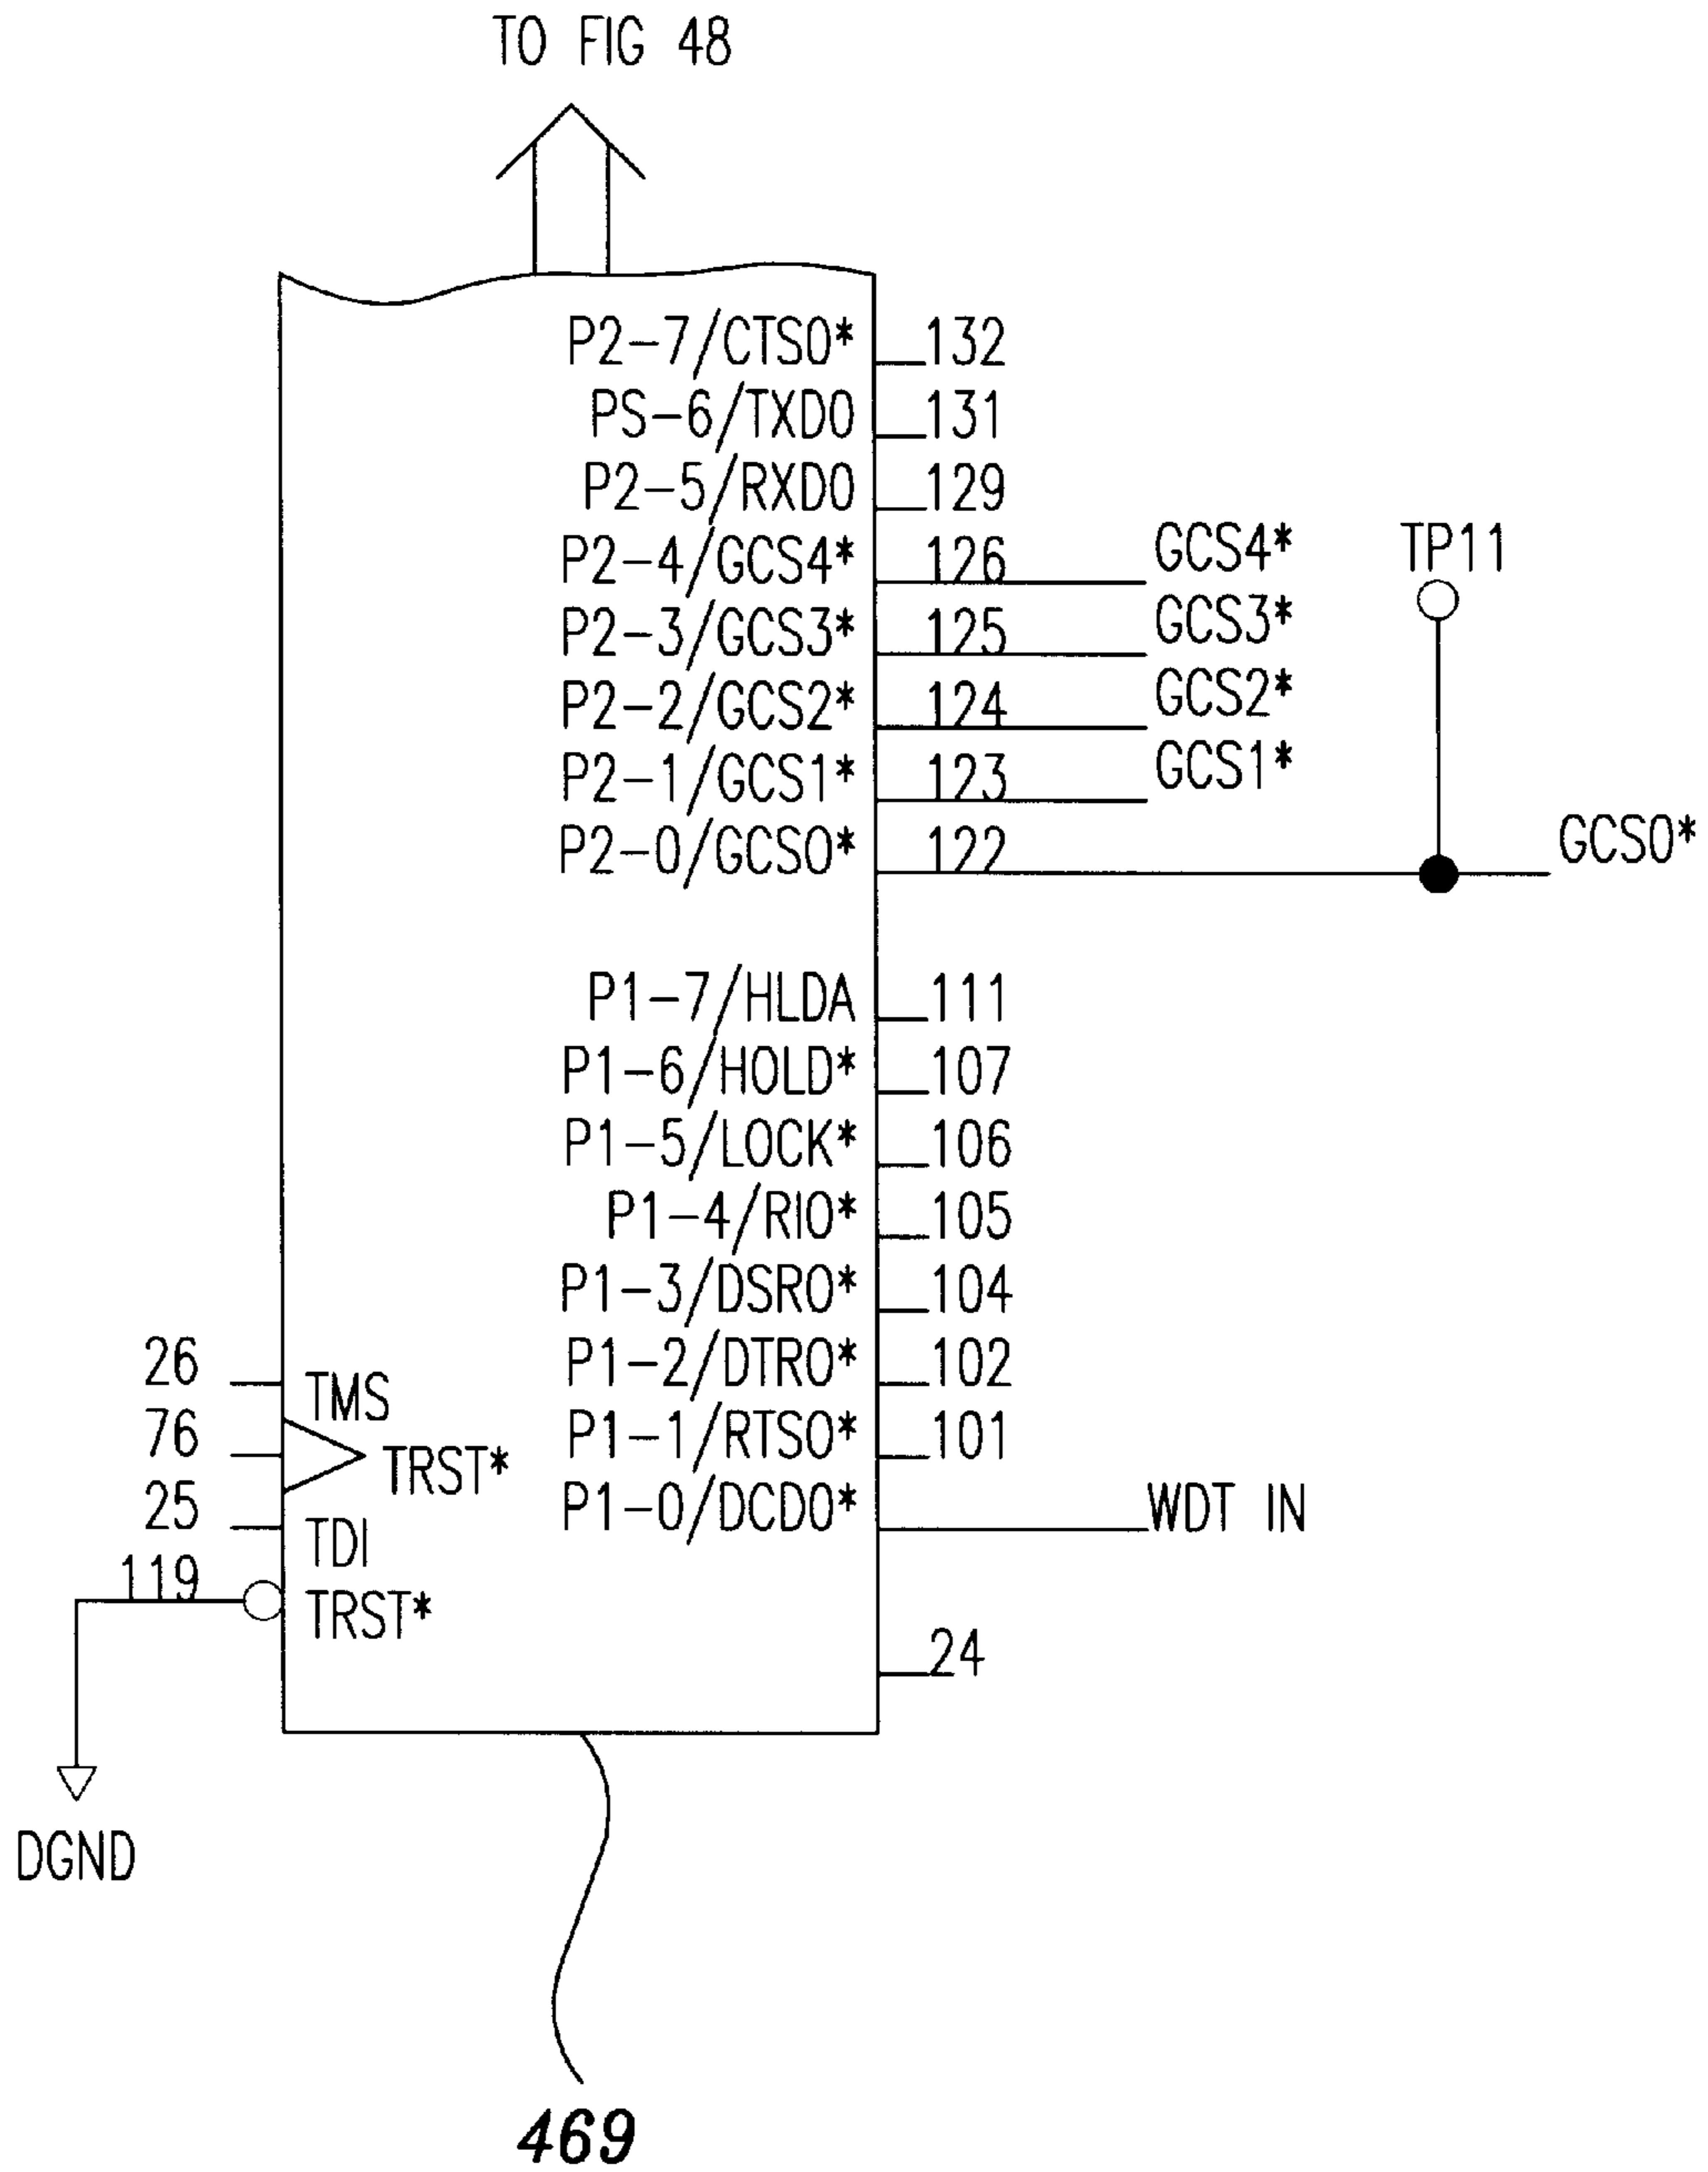 TO FIG 48
P2-7/CTS0* 132
PS-6/TXD0 131
P2-5/RXD0 129
P2-4/GCS4* 126 GCS4* TP11
P2-3/GCS3* 125 GCS3*
P2-2/GCS2* 124 GCS2*
P2-1/GCS1* 123 GCS1*
P2-0/GCS0* 122 GCS0*
P1-7/HLDA 111
P1-6/HOLD* 107
P1-5/LOCK* 106
P1-4/RI0* 105
P1-3/DSR0* 104
26 TMS P1-2/DTR0* 102
76 TRST* P1-1/RTS0* 101
25 TDI P1-0/DCD0* WDT IN
119 TRST*
24
DGND
469